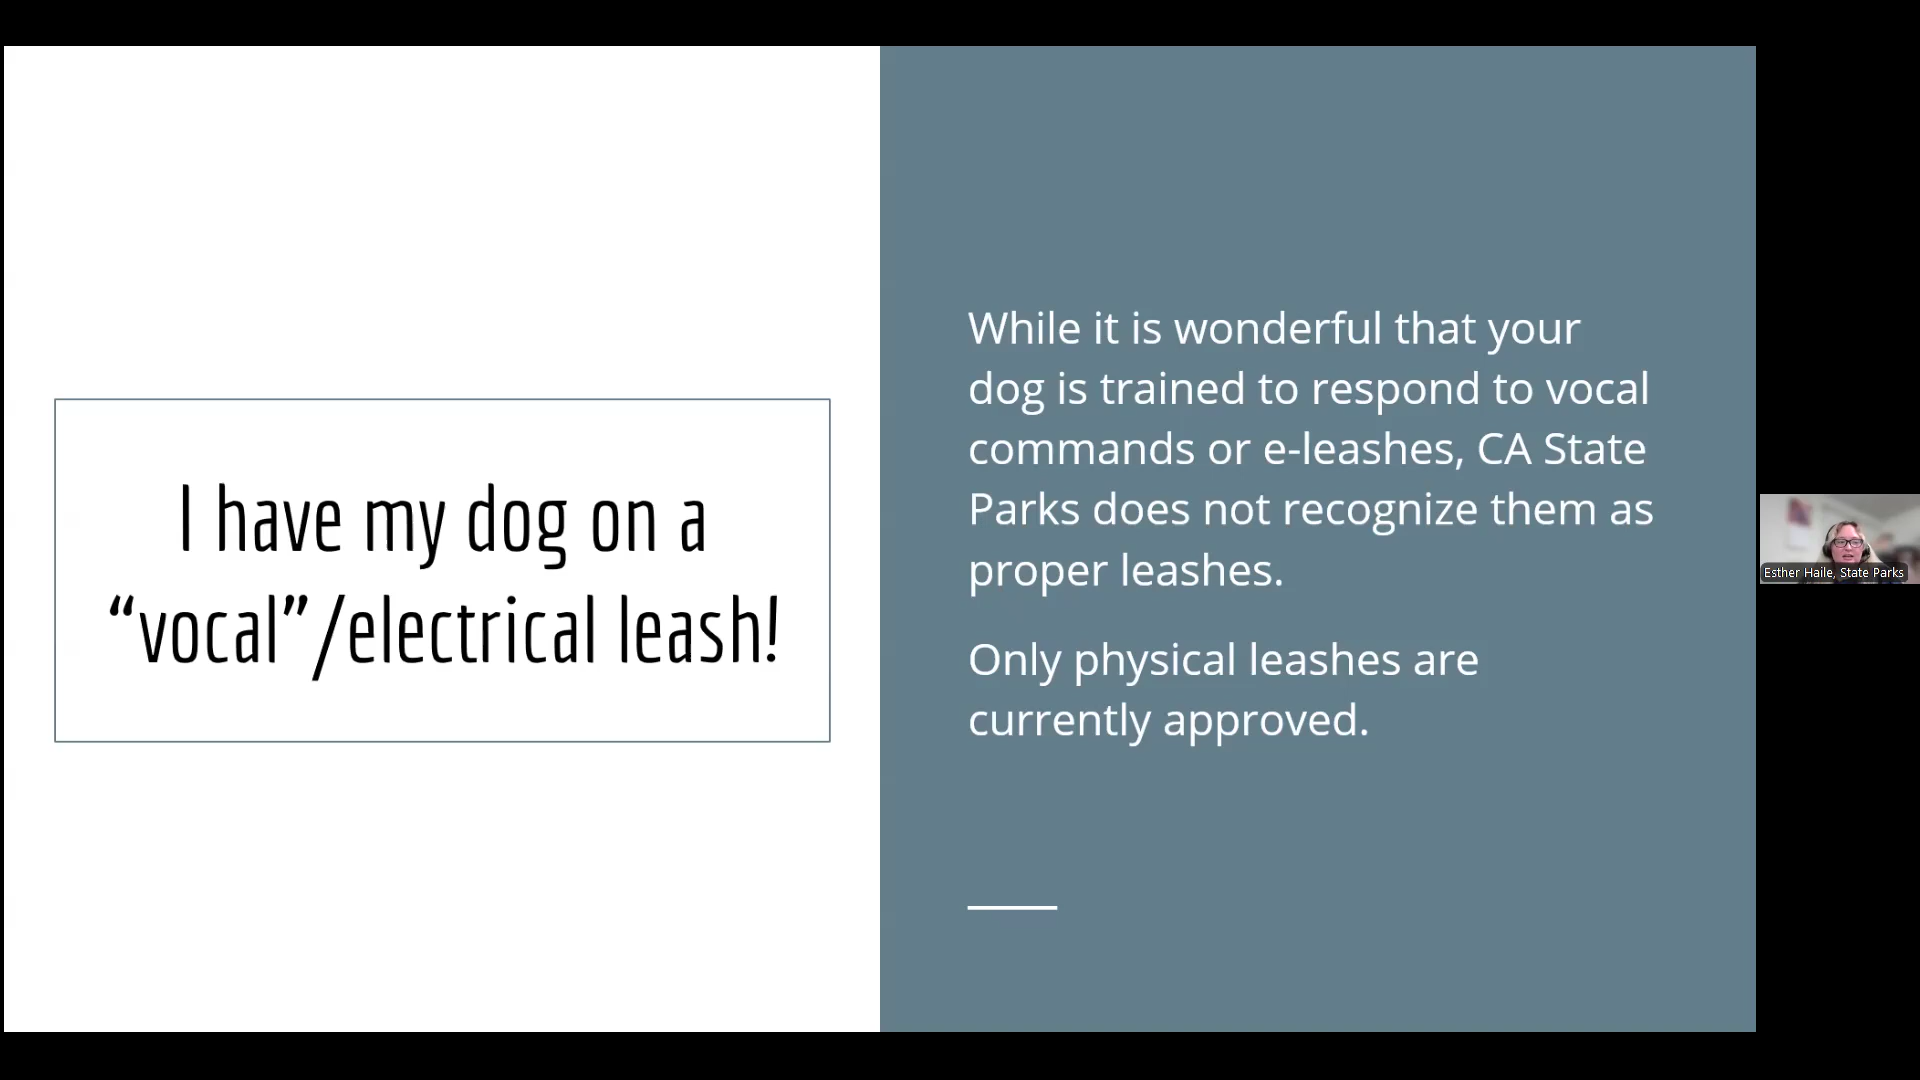 I have my dog on a
“vocal”/electrical leash!
While it is wonderful that your
dog is trained to respond to vocal
commands or e-leashes, CA State
Parks does not recognize them as
proper leashes.
Only physical leashes are
currently approved.
Esther Haile, State Parks